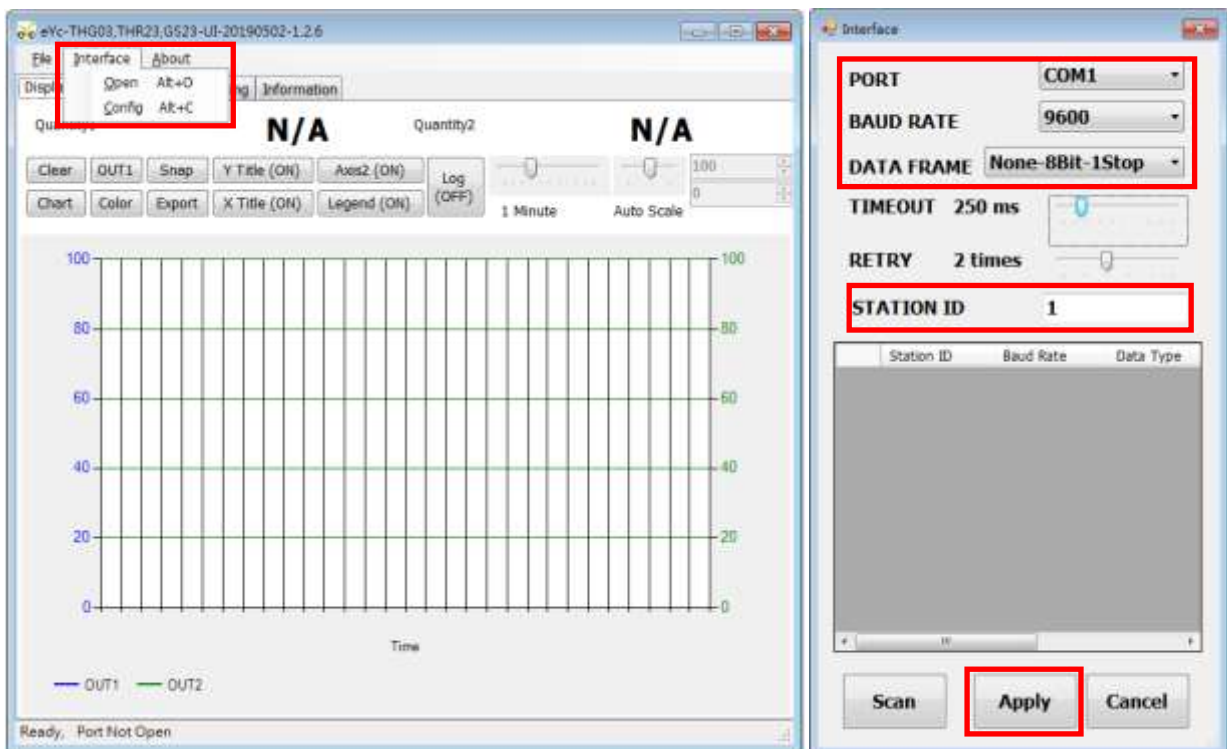 eYc-THG03,THR23,GS23-UI-20190502-1.2.6
File Interface About
Open Alt+O
Config Alt+C
Information
N/A
Quantity2
N/A
Clear OUT1 Snap Y Title (ON) Axis2 (ON) Log (OFF) 100
Chart Color Export X Title (ON) Legend (ON) 1 Minute Auto Scale 0
100 100
80 80
60 60
40 40
20 20
0 0
Time
OUT1 OUT2
Ready, Port Not Open
Interface
PORT COM1
BAUD RATE 9600
DATA FRAME None-8Bit-1Stop
TIMEOUT 250 ms
RETRY 2 times
STATION ID 1
Station ID Baud Rate Data Type
Scan Apply Cancel